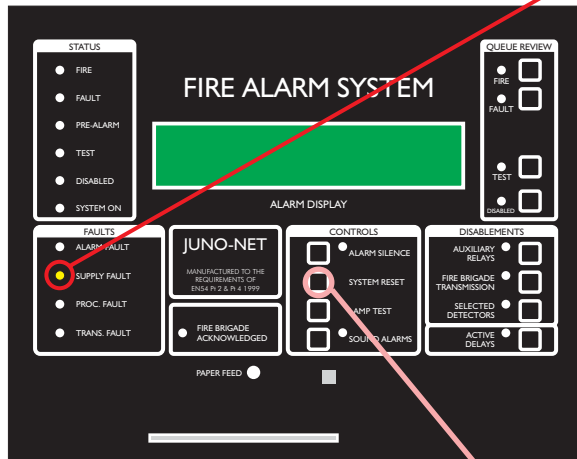 STATUS
FIRE
FAULT
PRE-ALARM
TEST
DISABLED
SYSTEM ON
FIRE ALARM SYSTEM
ALARM DISPLAY
QUEUE REVIEW
FIRE
FAULT
TEST
DISABLED
FAULTS
ALARM FAULT
SUPPLY FAULT
PROC. FAULT
TRANS. FAULT
JUNO-NET
MANUFACTURED TO THE
REQUIREMENTS OF
EN54 Pt 2 & Pt 4 1999
FIRE BRIGADE
ACKNOWLEDGED
CONTROLS
ALARM SILENCE
SYSTEM RESET
LAMP TEST
SOUND ALARMS
DISABLEMENTS
AUXILIARY
RELAYS
FIRE BRIGADE
TRANSMISSION
SELECTED
DETECTORS
ACTIVE
DELAYS
PAPER FEED